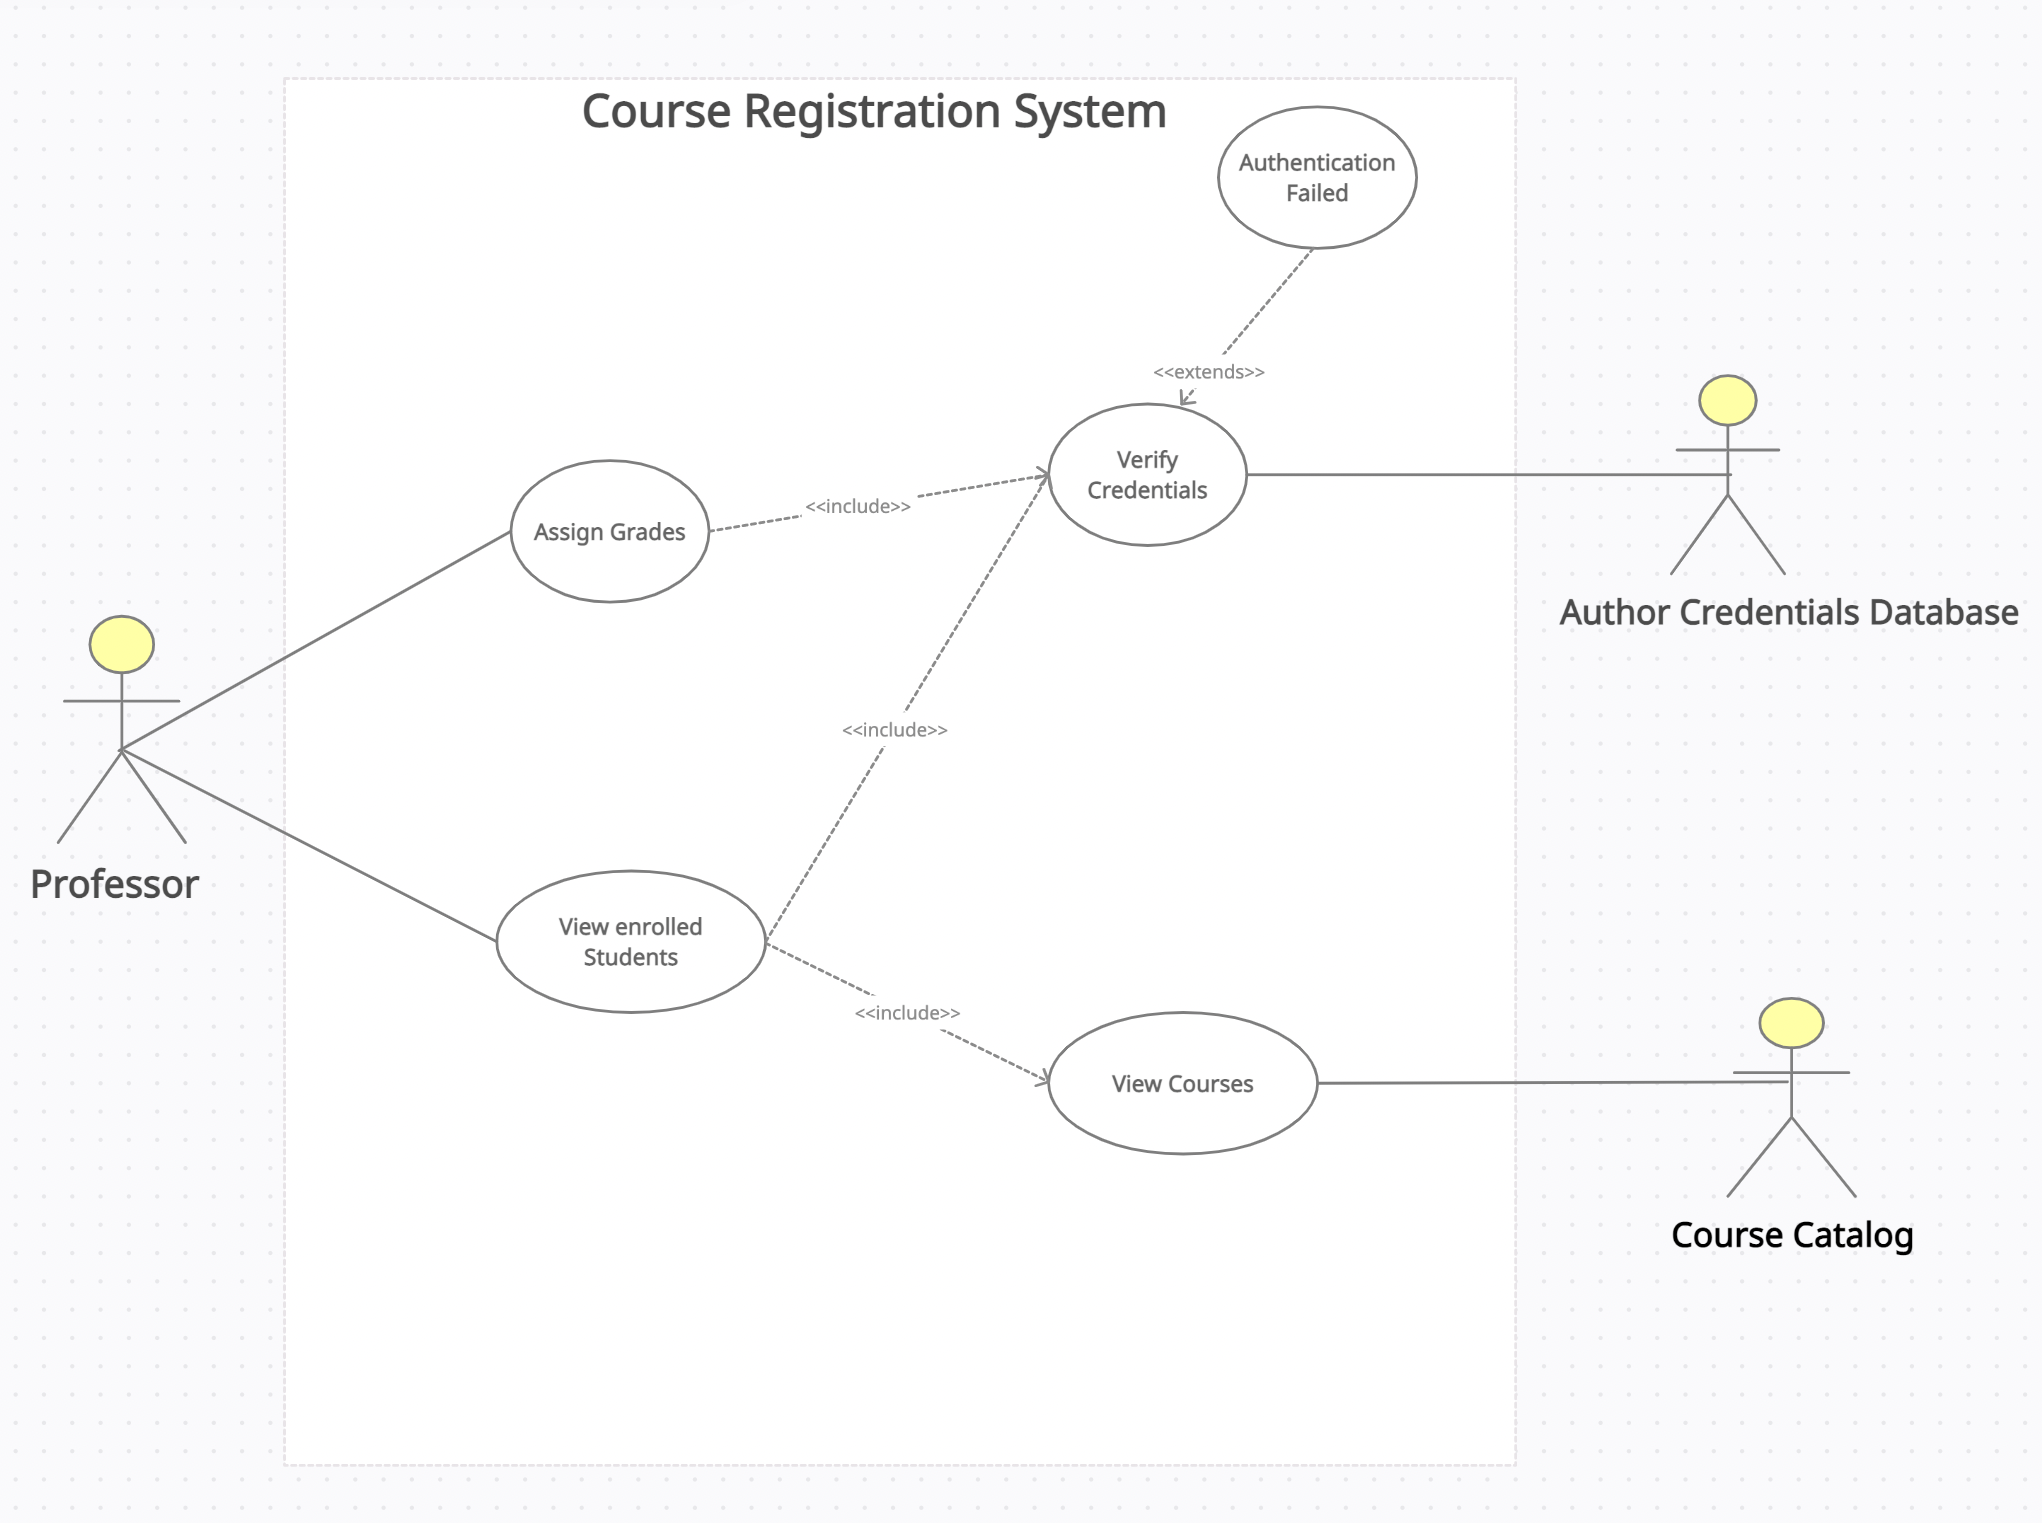 Course Registration System
Authentication
Failed
<<extends>>
Verify
Credentials
<<include>>
Assign Grades
Author Credentials Database
<<include>>
Professor
View enrolled
Students
<<include>>
View Courses
Course Catalog